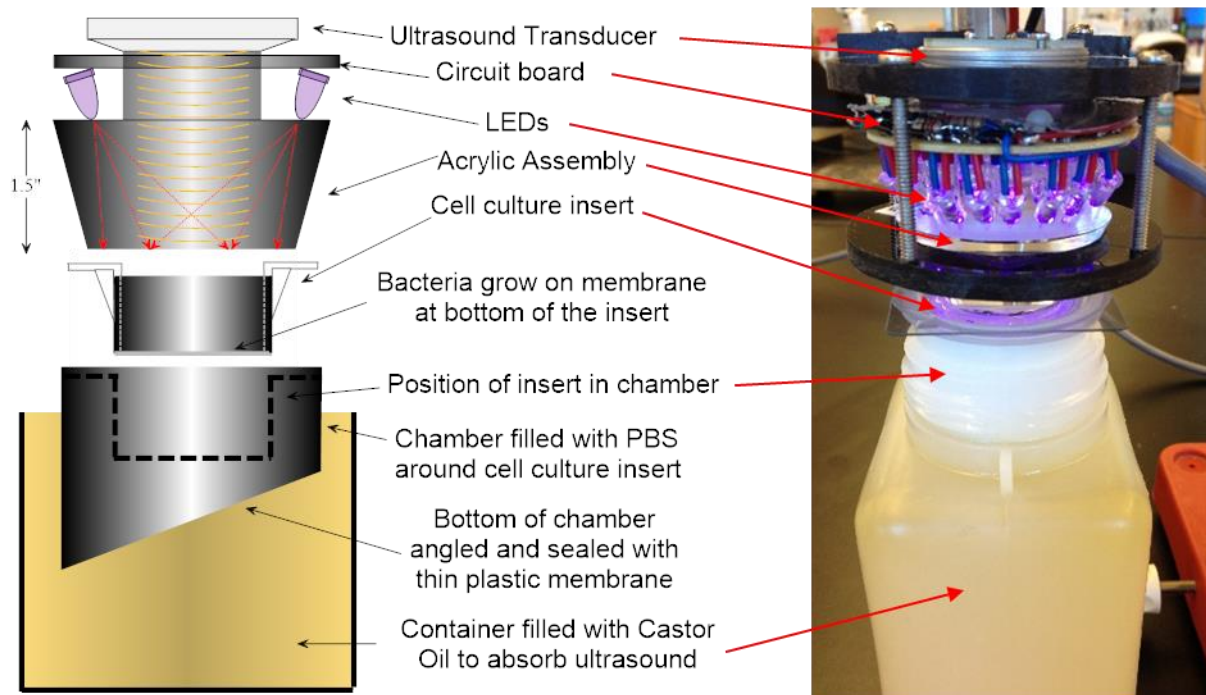 Ultrasound Transducer
Circuit board
LEDs
Acrylic Assembly
1.5"
Cell culture insert
Bacteria grow on membrane
at bottom of the insert
Position of insert in chamber
Chamber filled with PBS
around cell culture insert
Bottom of chamber
angled and sealed with
thin plastic membrane
Container filled with Castor
Oil to absorb ultrasound